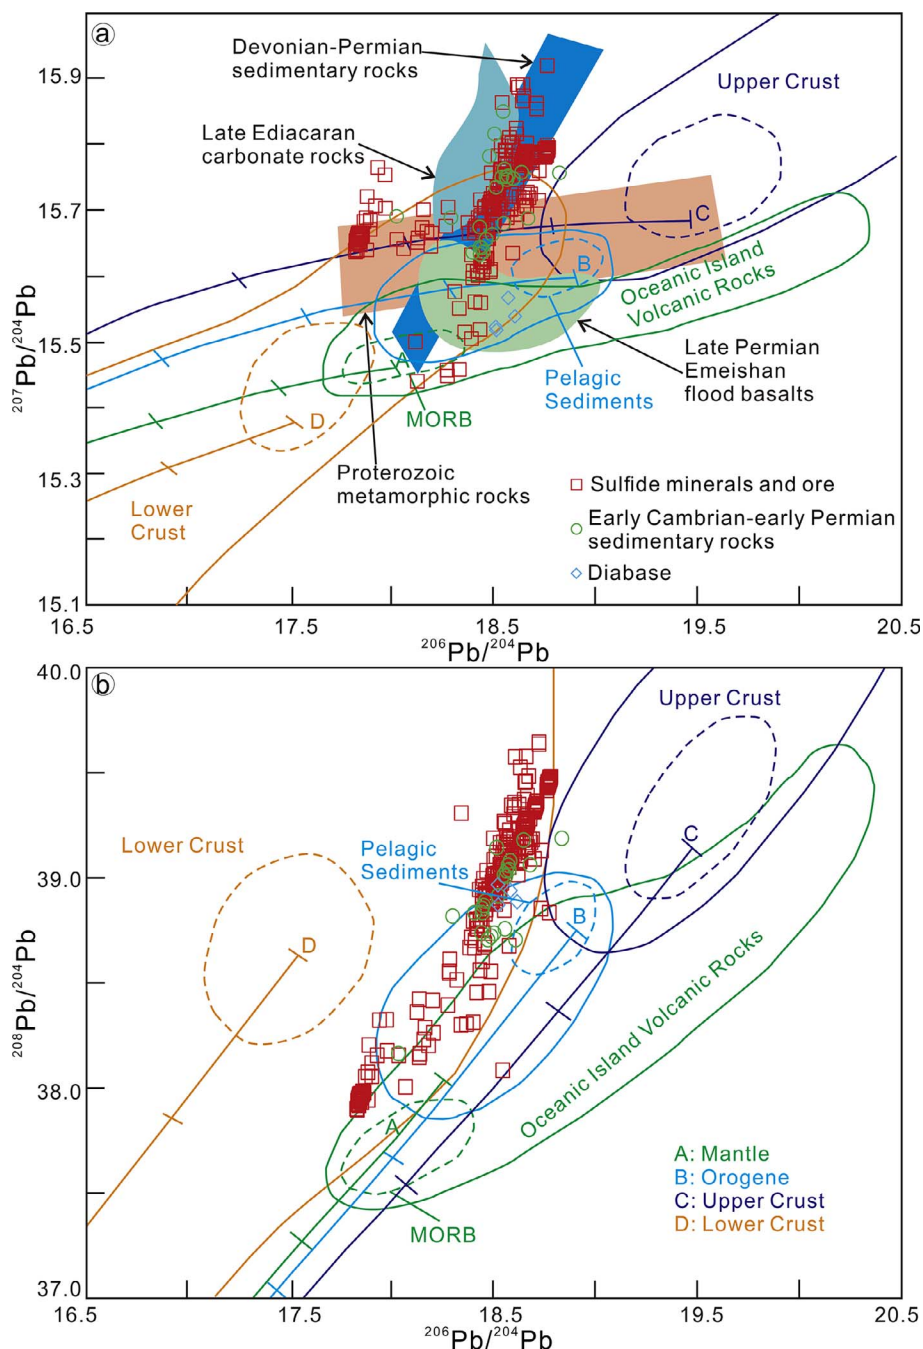 a
Devonian-Permian
sedimentary rocks
Upper Crust
Late Ediacaran
carbonate rocks
C
B
Oceanic Island
Volcanic Rocks
A
Late Permian
Emeishan
flood basalts
Pelagic
Sediments
MORB
D
Proterozoic
metamorphic rocks
Lower
Crust
Sulfide minerals and ore
Early Cambrian-early Permian
sedimentary rocks
Diabase
15.9
15.7
15.5
15.3
15.1
207Pb/204Pb
16.5 17.5 18.5 19.5 20.5
206Pb/204Pb
b
Upper Crust
Lower Crust
Pelagic
Sediments
C
B
D
A
Oceanic Island Volcanic Rocks
MORB
A: Mantle
B: Orogene
C: Upper Crust
D: Lower Crust
40.0
39.0
38.0
37.0
208Pb/204Pb
16.5 17.5 18.5 19.5 20.5
206Pb/204Pb